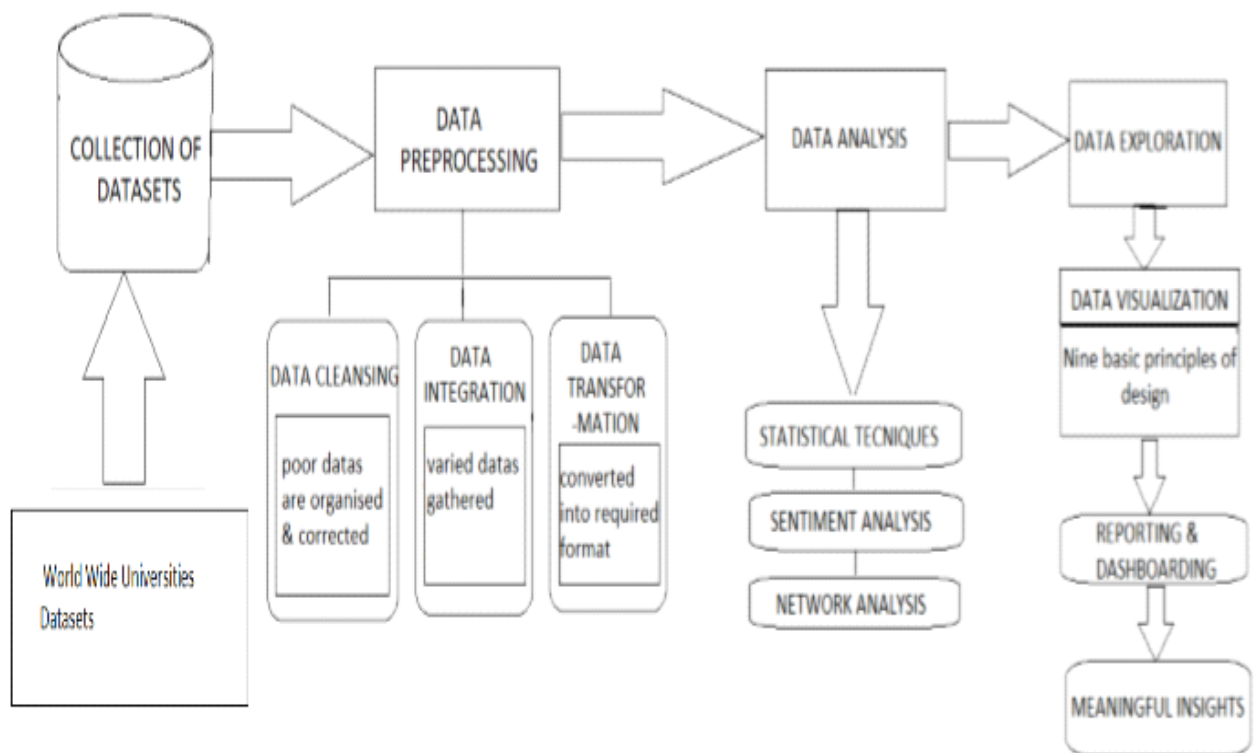 COLLECTION OF
DATASETS
World Wide Universities
Datasets
DATA
PREPROCESSING
DATA CLEANSING
poor datas
are organised
& corrected
DATA
INTEGRATION
varied datas
gathered
DATA
TRANSFOR
-MATION
converted
into required
format
DATA ANALYSIS
STATISTICAL TECNIQUES
SENTIMENT ANALYSIS
NETWORK ANALYSIS
DATA EXPLORATION
DATA VISUALIZATION
Nine basic principles of
design
REPORTING &
DASHBOARDING
MEANINGFUL INSIGHTS